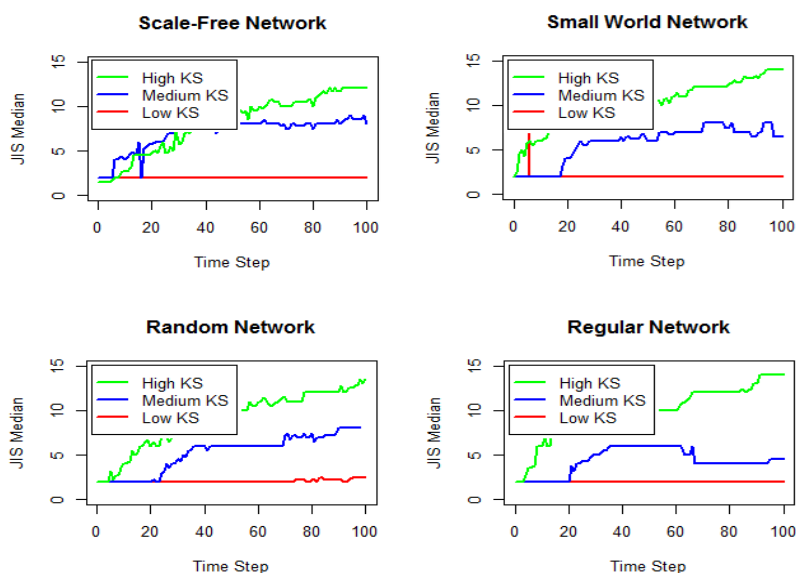 Scale-Free Network
JIS Median
15
10
5
0
High KS
Medium KS
Low KS
0 20 40 60 80 100
Time Step
Small World Network
JIS Median
15
10
5
0
High KS
Medium KS
Low KS
0 20 40 60 80 100
Time Step
Random Network
JIS Median
15
10
5
0
High KS
Medium KS
Low KS
0 20 40 60 80 100
Time Step
Regular Network
JIS Median
15
10
5
0
High KS
Medium KS
Low KS
0 20 40 60 80 100
Time Step